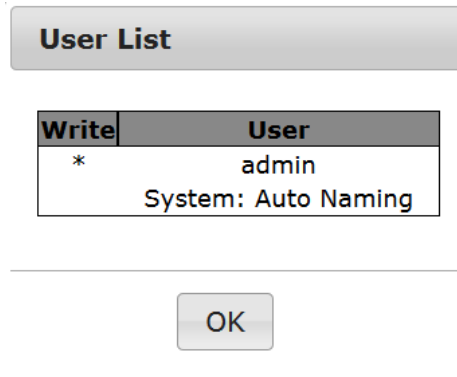 User List
Write User
* admin
System: Auto Naming
OK